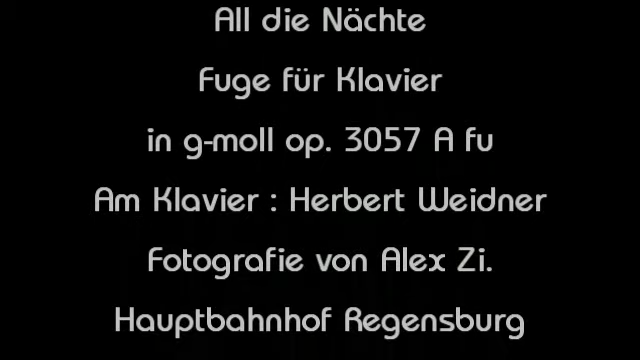 All die Nächte
Fuge für Klavier
in g-moll op. 3057 A fu
Am Klavier : Herbert Weidner
Fotografie von Alex Zi.
Hauptbahnhof Regensburg